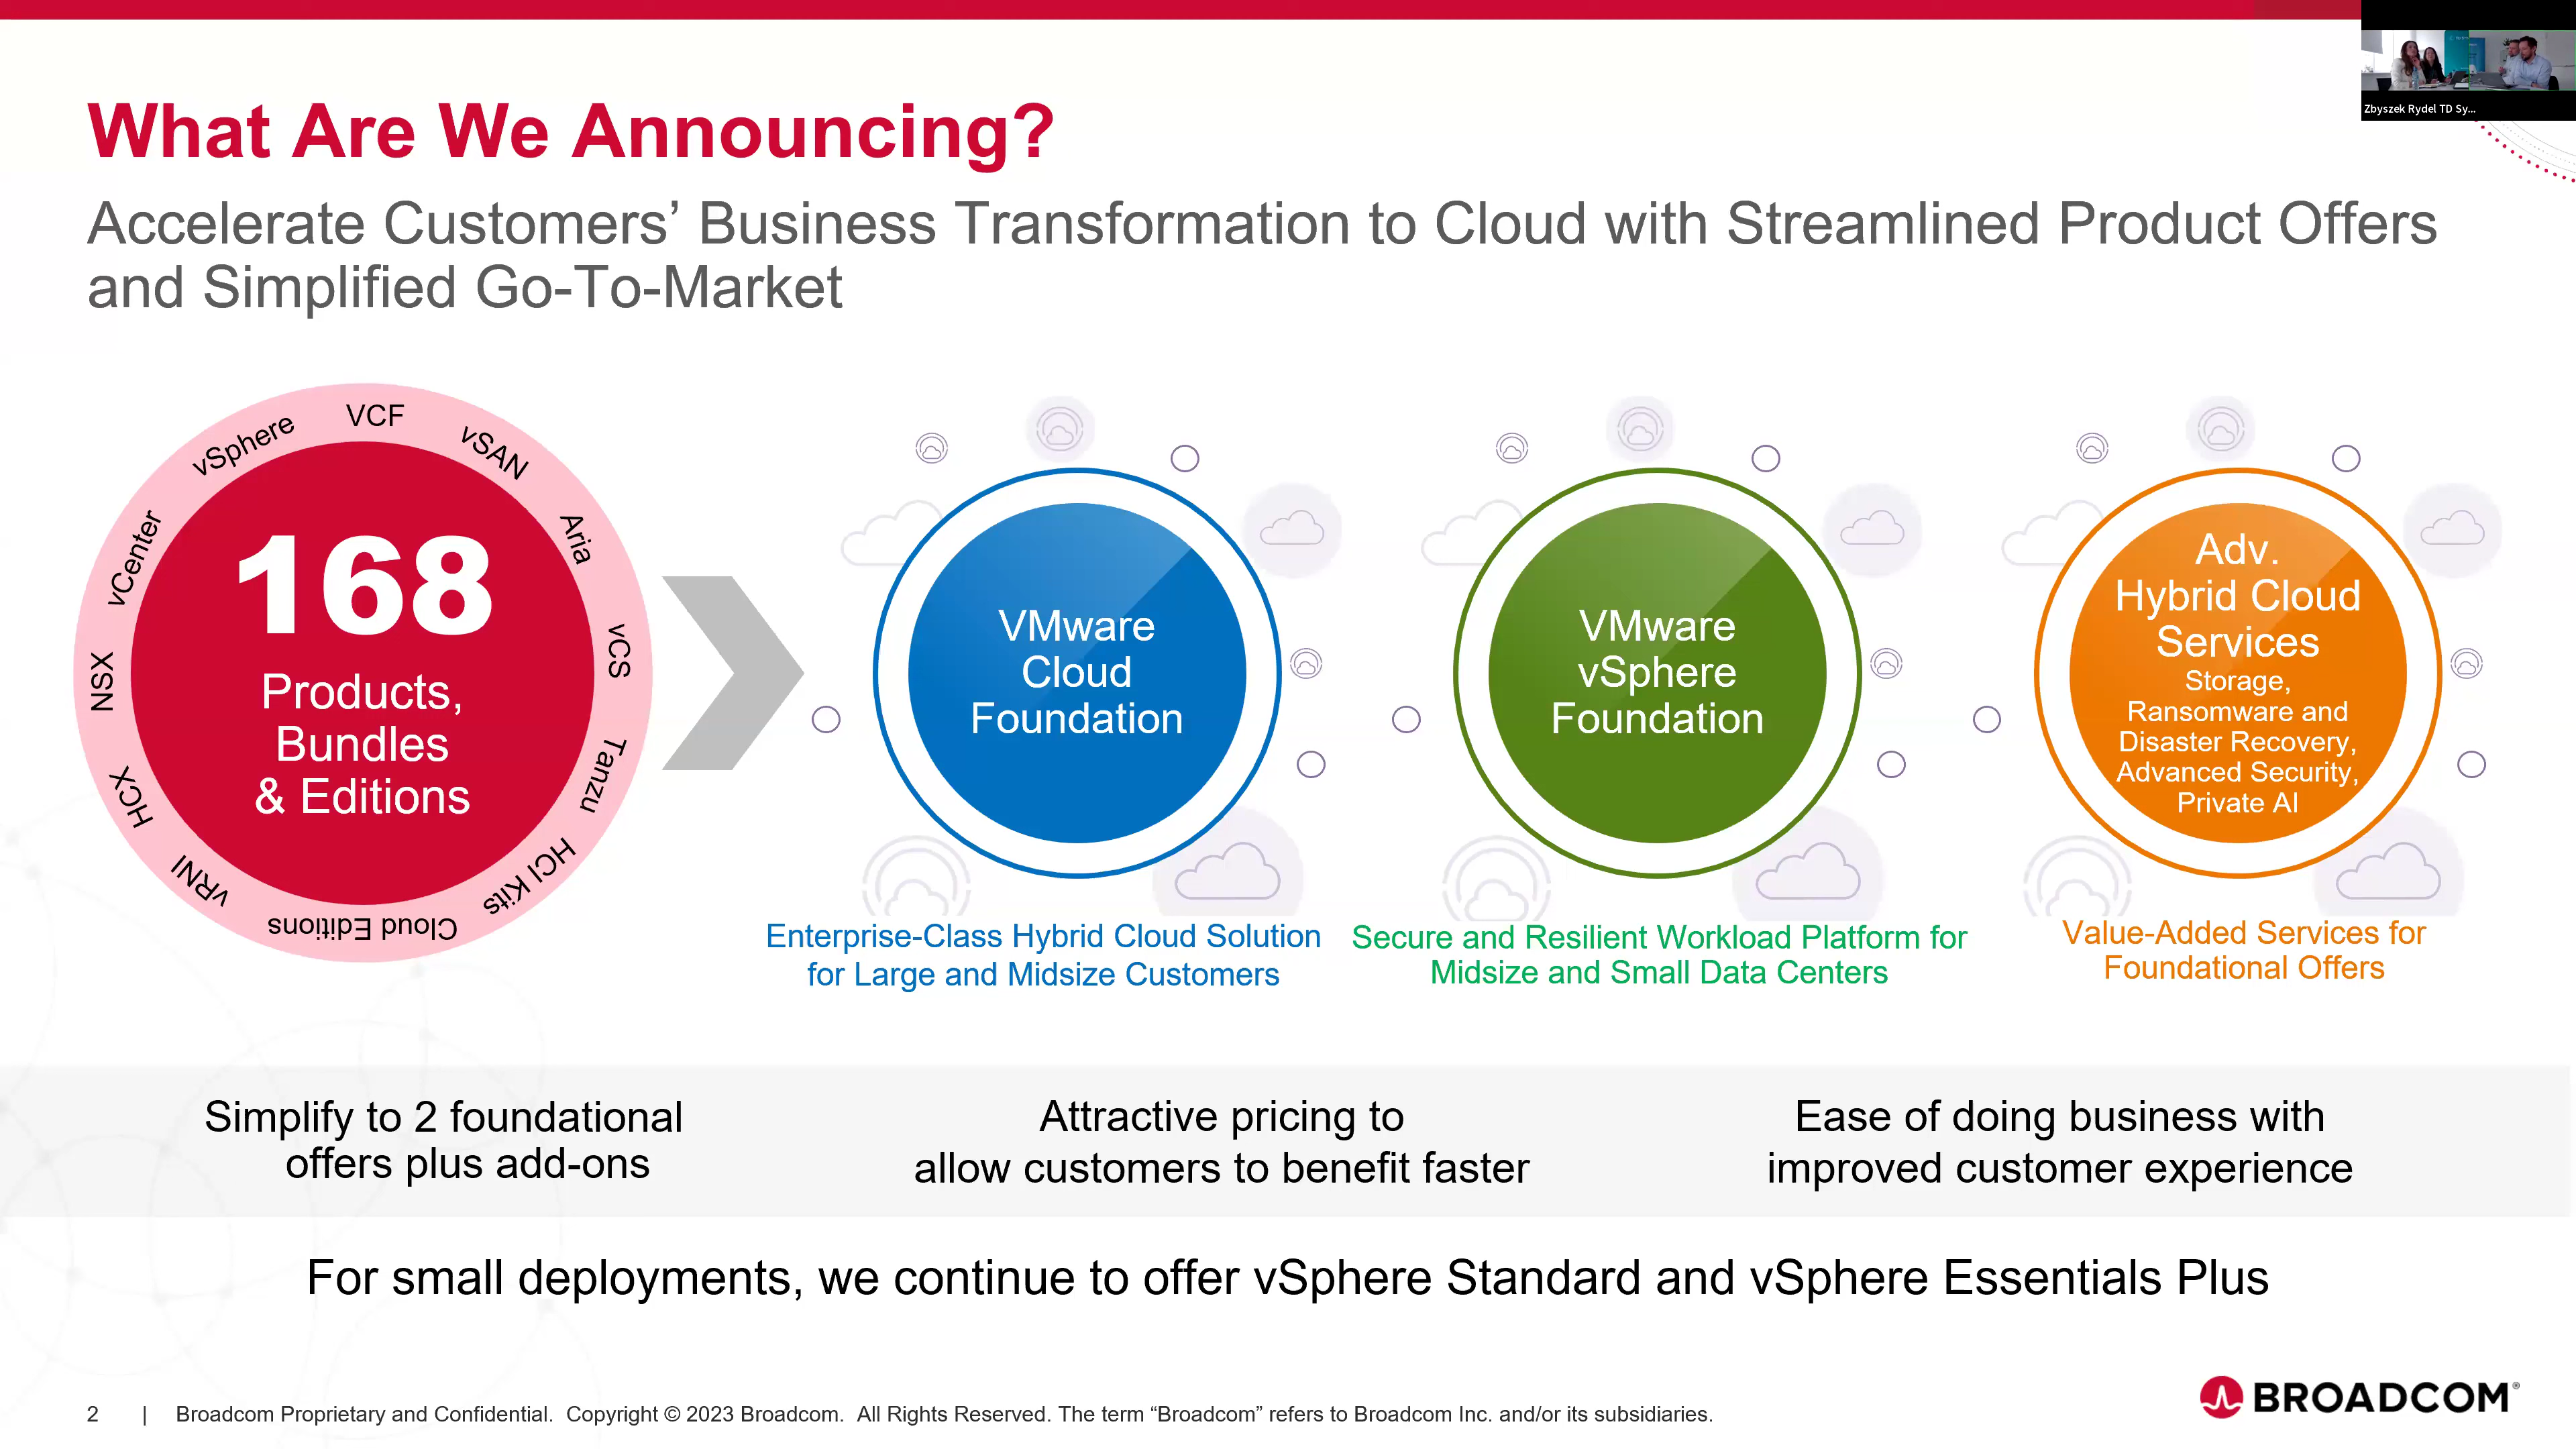 Zbyszek Rydel TD Sy...
What Are We Announcing?
Accelerate Customers’ Business Transformation to Cloud with Streamlined Product Offers
and Simplified Go-To-Market
VCF
vSAN
Aria
vCS
Tanzu
HCI Kits
Cloud Editions
vRNI
HCX
NSX
vCenter
vSphere
168
Products,
Bundles
& Editions
VMware
Cloud
Foundation
Enterprise-Class Hybrid Cloud Solution
for Large and Midsize Customers
VMware
vSphere
Foundation
Secure and Resilient Workload Platform for
Midsize and Small Data Centers
Adv.
Hybrid Cloud
Services
Storage,
Ransomware and
Disaster Recovery,
Advanced Security,
Private AI
Value-Added Services for
Foundational Offers
Simplify to 2 foundational
offers plus add-ons
Attractive pricing to
allow customers to benefit faster
Ease of doing business with
improved customer experience
For small deployments, we continue to offer vSphere Standard and vSphere Essentials Plus
2 | Broadcom Proprietary and Confidential. Copyright © 2023 Broadcom. All Rights Reserved. The term “Broadcom” refers to Broadcom Inc. and/or its subsidiaries.
BROADCOM®